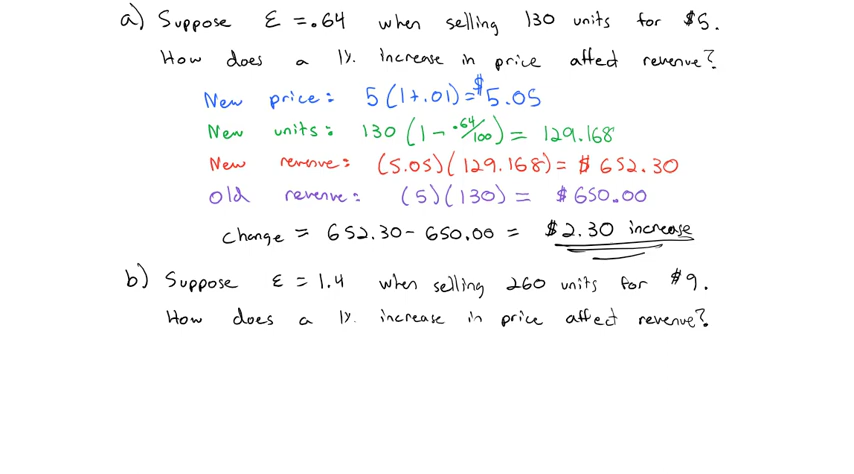 a) Suppose ε = .64 when selling 130 units for $5.
How does a 1% increase in price affect revenue?
New price: 5(1+.01) = $5.05
New units: 130(1 - .64/100) = 129.168
New revenue: (5.05)(129.168) = $652.30
Old revenue: (5)(130) = $650.00
change = 652.30 - 650.00 = $2.30 increase
b) Suppose ε = 1.4 when selling 260 units for $9.
How does a 1% increase in price affect revenue?